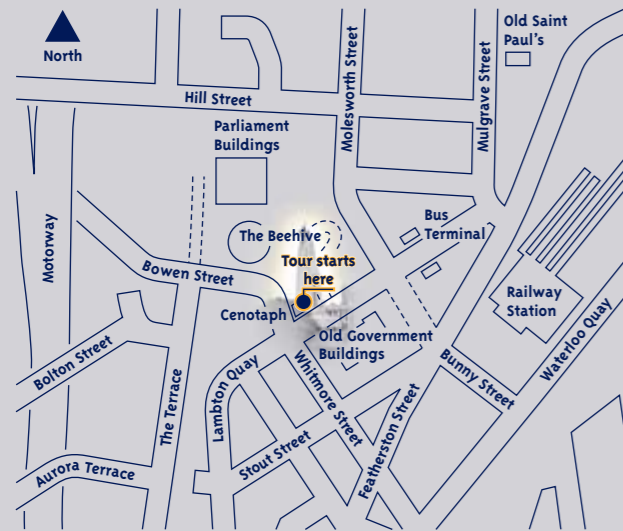 Old Saint
Paul's
North
Molesworth Street
Mulgrave Street
Hill Street
Parliament
Buildings
Motorway
Bus
Terminal
The Beehive
Tour starts
here
Bowen Street
Railway
Station
Cenotaph
Old Government
Buildings
Waterloo Quay
Bolton Street
The Terrace
Lambton Quay
Whitmore Street
Bunny Street
Featherston Street
Stout Street
Aurora Terrace